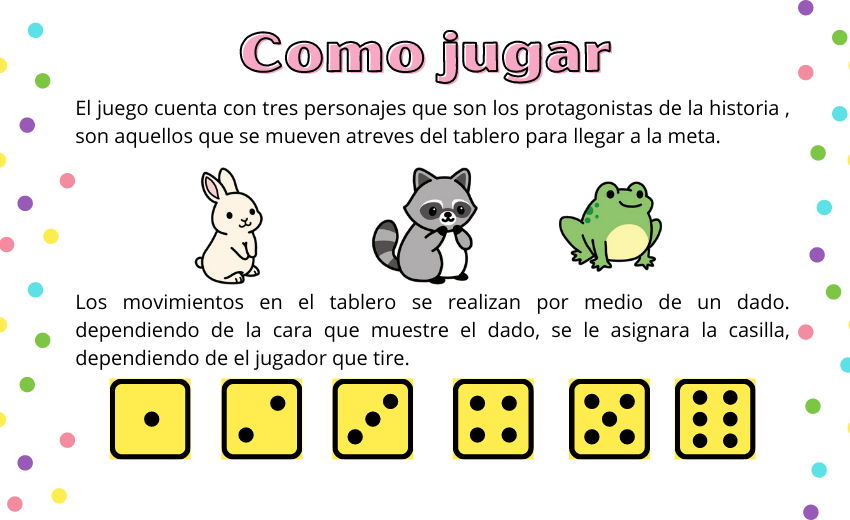 Como jugar
El juego cuenta con tres personajes que son los protagonistas de la historia ,
son aquellos que se mueven atreves del tablero para llegar a la meta.
Los movimientos en el tablero se realizan por medio de un dado.
dependiendo de la cara que muestre el dado, se le asignara la casilla,
dependiendo de el jugador que tire.